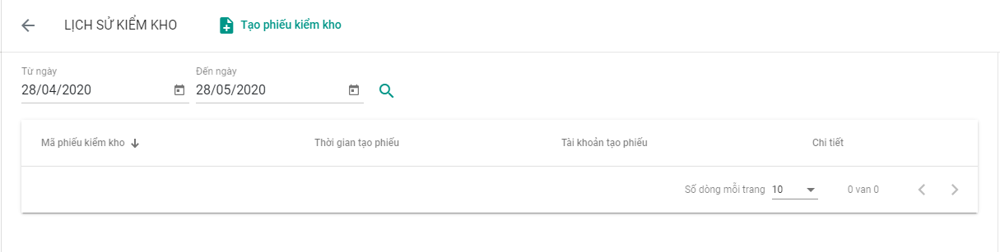 LỊCH SỬ KIỂM KHO Tạo phiếu kiểm kho
Từ ngày Đến ngày
28/04/2020 28/05/2020
Mã phiếu kiểm kho Thời gian tạo phiếu Tài khoản tạo phiếu Chi tiết
Số dòng mỗi trang 10 0 van 0